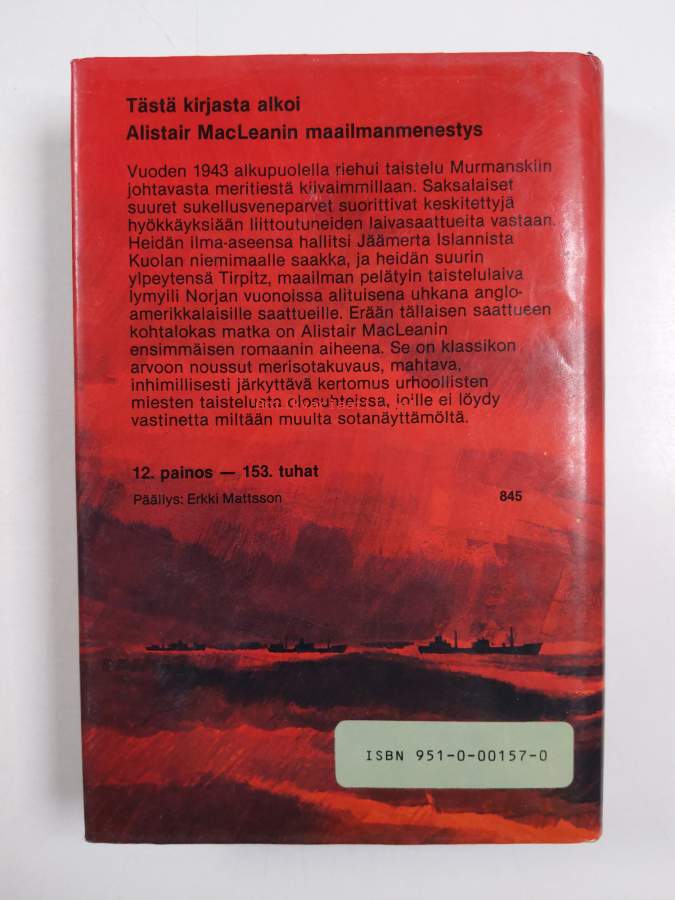 Tästä kirjasta alkoi
Alistair MacLeanin maailmanmenestys
Vuoden 1943 alkupuolella riehui taistelu Murmanskiin
johtavasta meritiestä kiivaimmillaan. Saksalaiset
suuret sukellusveneparvet suorittivat keskitettyjä
hyökkäyksiään liittoutuneiden laivasaattueita vastaan.
Heidän ilma-aseensa hallitsi Jäämerta Islannista
Kuolan niemimaalle saakka, ja heidän suurin
ylpeytensä Tirpitz, maailman pelätyin taistelulaiva
lymyili Norjan vuonoissa alituisena uhkana anglo-
amerikkalaisille saattueille. Erään tällaisen saattueen
kohtalokas matka on Alistair MacLeanin
ensimmäisen romaanin aiheena. Se on klassikon
arvoon noussut merisotakuvaus, mahtava,
inhimillisesti järkyttävä kertomus urhoollisten
miesten taistelusta olosuhteissa, joille ei löydy
vastinetta miltään muulta sotanäyttämöltä.
12. painos — 153. tuhat
Päällys: Erkki Mattsson 845
ISBN 951-0-00157-0